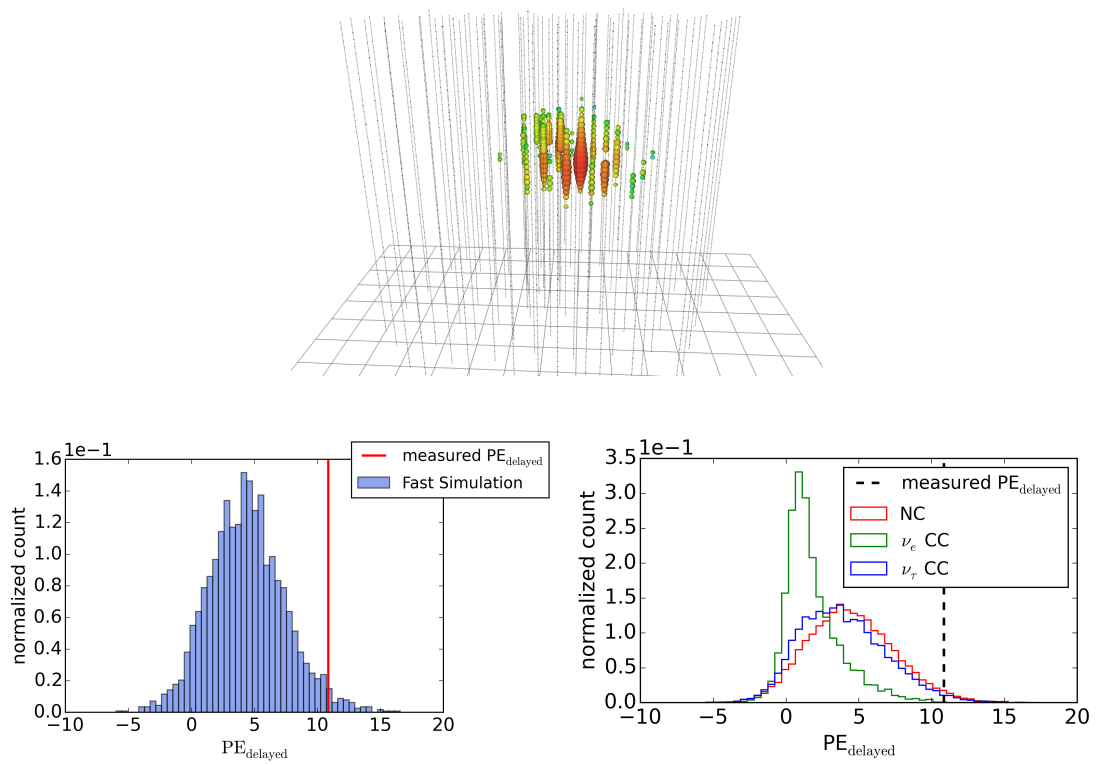 1e−1
measured PE_delayed
Fast Simulation
1.6
1.4
1.2
1.0
0.8
0.6
0.4
0.2
0.0
normalized count
−10
−5
0
5
10
15
20
PE_delayed
1e−1
measured PE_delayed
NC
ν_e CC
ν_τ CC
3.5
3.0
2.5
2.0
1.5
1.0
0.5
0.0
normalized count
−10
−5
0
5
10
15
20
PE_delayed